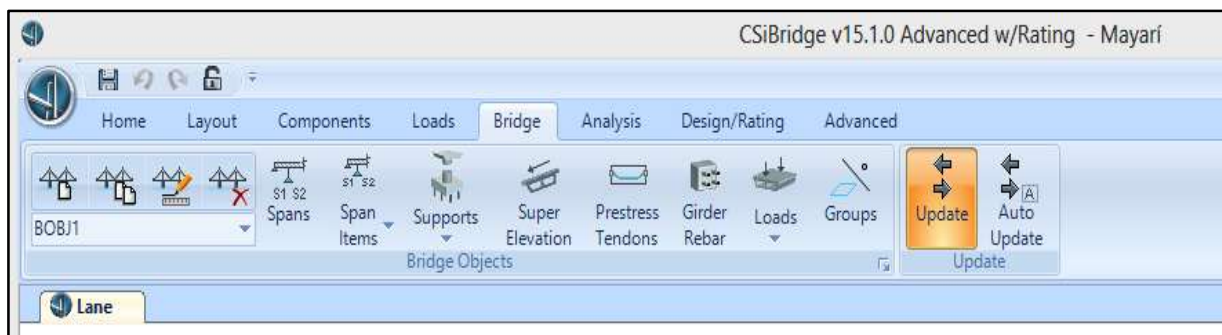 CSiBridge v15.1.0 Advanced w/Rating - Mayarí
Home Layout Components Loads Bridge Analysis Design/Rating Advanced
BOBJ1
S1 S2
Spans
S1 S2
Span
Items
Supports
Super
Elevation
Prestress
Tendons
Girder
Rebar
Loads
Groups
Update
A
Auto
Update
Bridge Objects
Update
Lane